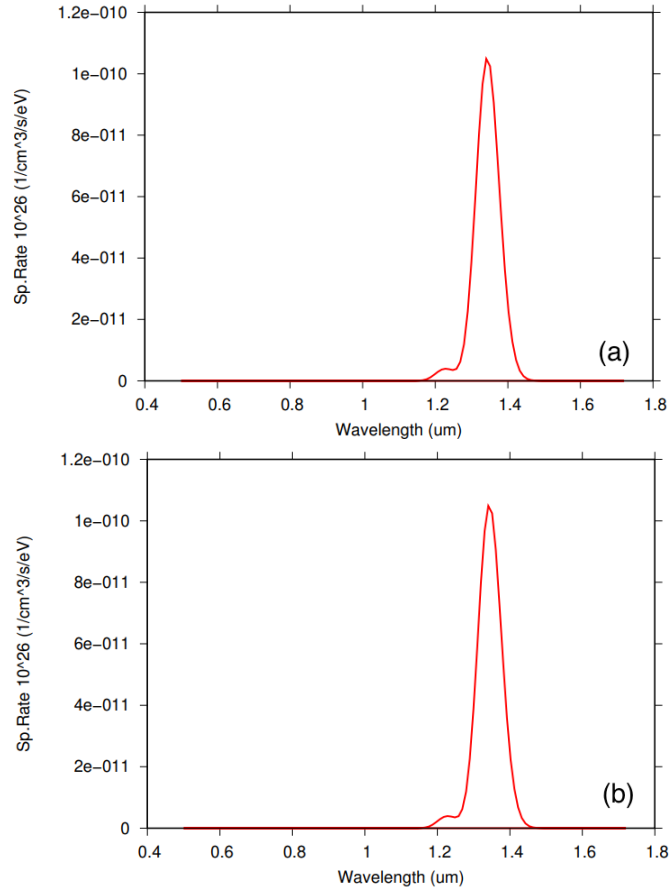 1.2e−010
1e−010
8e−011
6e−011
4e−011
2e−011
0
Sp.Rate 10^26 (1/cm^3/s/eV)
(a)
0.4 0.6 0.8 1 1.2 1.4 1.6 1.8
Wavelength (um)
1.2e−010
1e−010
8e−011
6e−011
4e−011
2e−011
0
Sp.Rate 10^26 (1/cm^3/s/eV)
(b)
0.4 0.6 0.8 1 1.2 1.4 1.6 1.8
Wavelength (um)